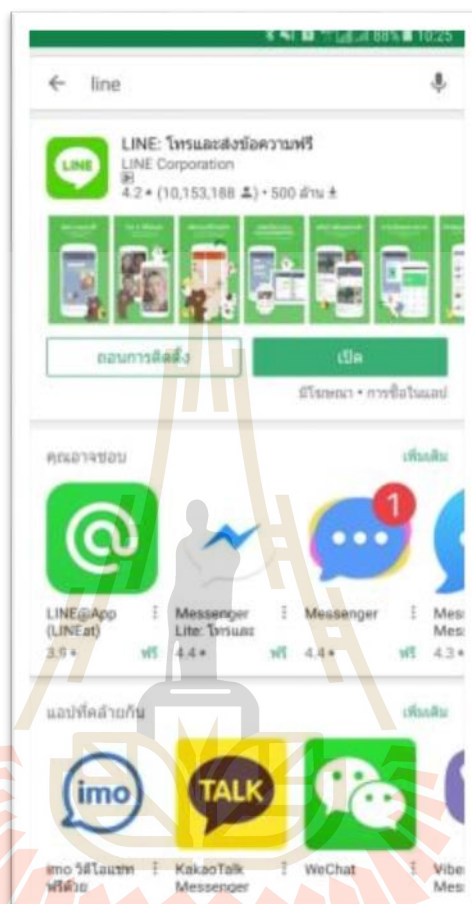 88% 10:25
line
LINE: โทรและส่งข้อความฟรี
LINE
LINE Corporation
4.2 (10,153,188) • 500 ล้าน
ถอนการติดตั้ง
เปิด
มีโฆษณา • การซื้อในแอป
คุณอาจชอบ
เพิ่มเติม
@
1
LINE@App (LINEat)
3.9
ฟรี
Messenger Lite: โทรและ
4.4
ฟรี
Messenger
4.4
ฟรี
Mes
Mes
4.3
แอปที่คล้ายกัน
เพิ่มเติม
imo
TALK
imo วิดีโอแชท
ฟรีด้วย
KakaoTalk
Messenger
WeChat
Vibe
Mes